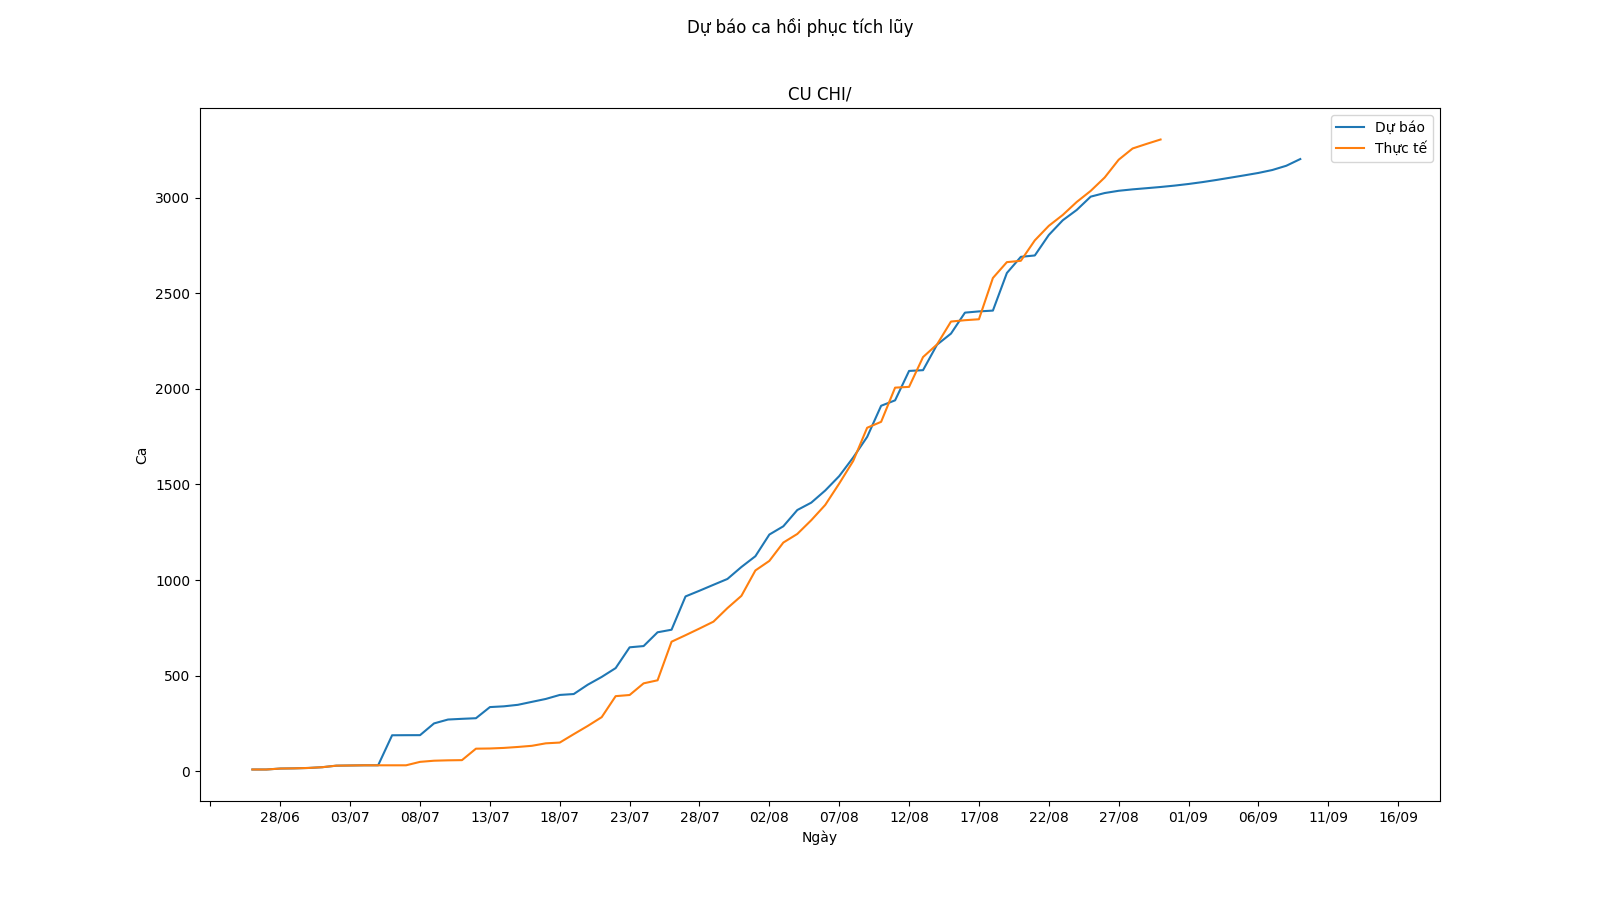 Dự báo ca hồi phục tích lũy
CU CHI/
Dự báo
Thực tế
3000
2500
2000
1500
1000
500
0
Ca
28/06 03/07 08/07 13/07 18/07 23/07 28/07 02/08 07/08 12/08 17/08 22/08 27/08 01/09 06/09 11/09 16/09
Ngày